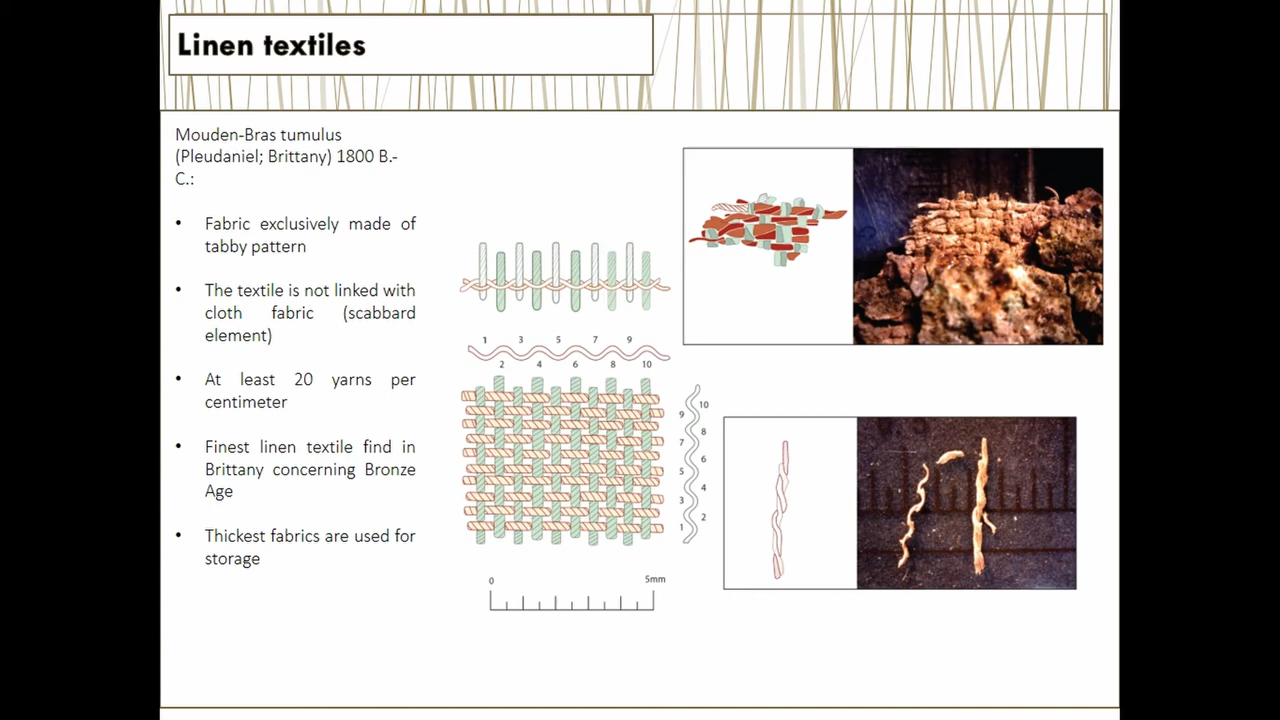 Linen textiles
Mouden-Bras tumulus
(Pleudaniel; Brittany) 1800 B.-
C.:
• Fabric exclusively made of
tabby pattern
• The textile is not linked with
cloth fabric (scabbard
element)
• At least 20 yarns per
centimeter
• Finest linen textile find in
Brittany concerning Bronze
Age
• Thickest fabrics are used for
storage
1 3 5 7 9
2 4 6 8 10
10
9
8
7
6
5
4
3
2
1
0 5mm